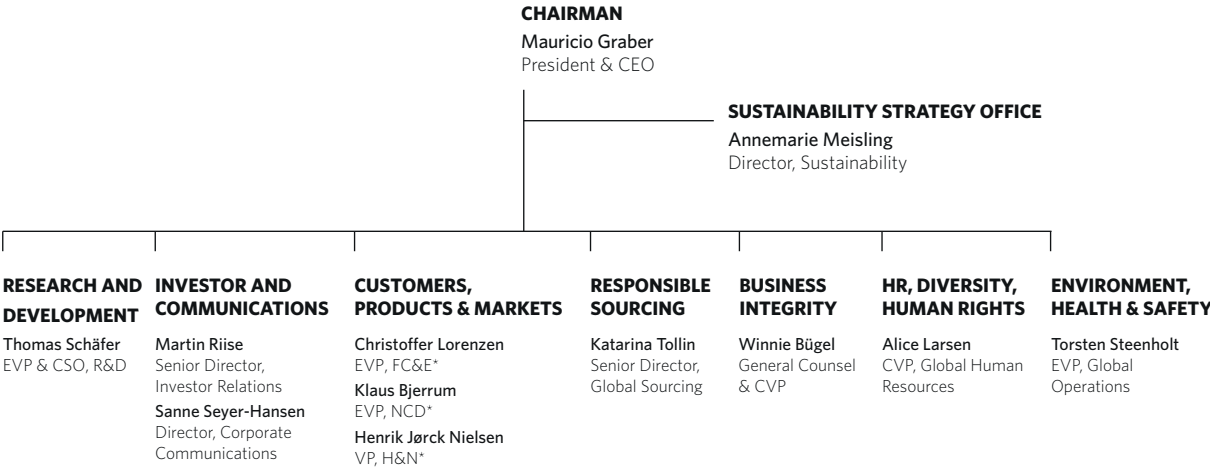 CHAIRMAN
Mauricio Graber
President & CEO
SUSTAINABILITY STRATEGY OFFICE
Annemarie Meisling
Director, Sustainability
RESEARCH AND
DEVELOPMENT
Thomas Schäfer
EVP & CSO, R&D
INVESTOR AND
COMMUNICATIONS
Martin Riise
Senior Director,
Investor Relations
Sanne Seyer-Hansen
Director, Corporate
Communications
CUSTOMERS,
PRODUCTS & MARKETS
Christoffer Lorenzen
EVP, FC&E*
Klaus Bjerrum
EVP, NCD*
Henrik Jørck Nielsen
VP, H&N*
RESPONSIBLE
SOURCING
Katarina Tollin
Senior Director,
Global Sourcing
BUSINESS
INTEGRITY
Winnie Bügel
General Counsel
& CVP
HR, DIVERSITY,
HUMAN RIGHTS
Alice Larsen
CVP, Global Human
Resources
ENVIRONMENT,
HEALTH & SAFETY
Torsten Steenholt
EVP, Global
Operations